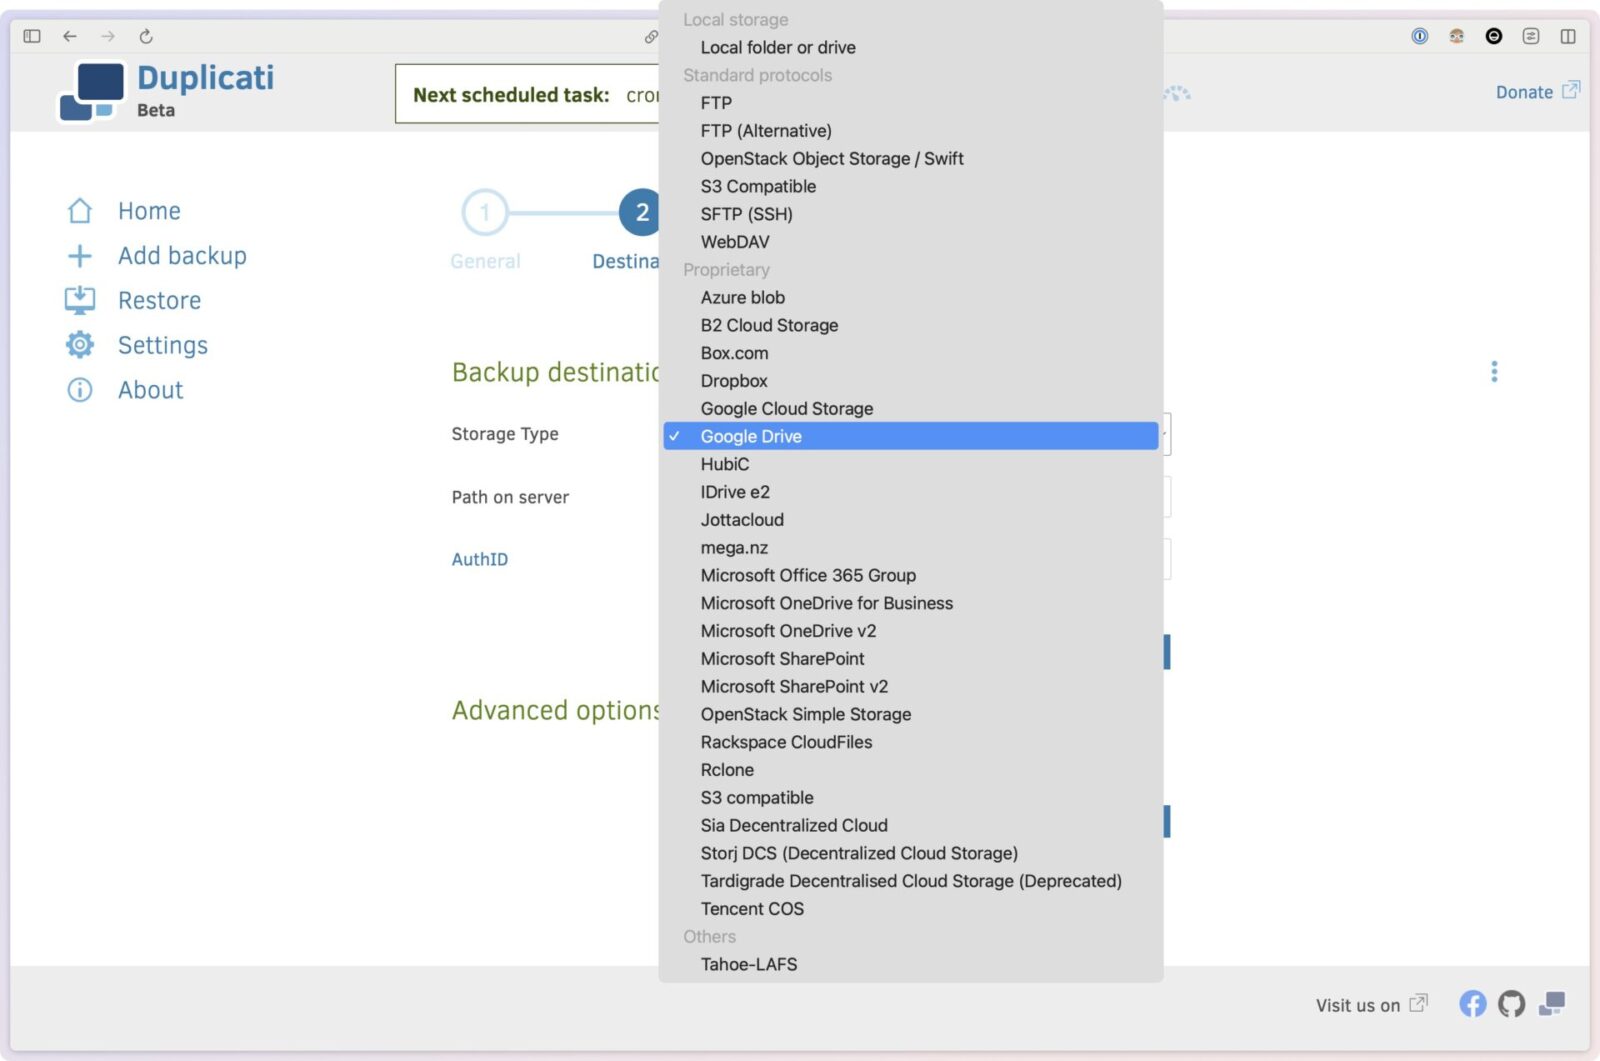 Duplicati
Beta
Next scheduled task:
Donate
Home
Add backup
Restore
Settings
About
1
General
2
Backup
Storage Type
Path on server
AuthID
Advanced options
Local storage
Local folder or drive
Standard protocols
FTP
FTP (Alternative)
OpenStack Object Storage / Swift
S3 Compatible
SFTP (SSH)
WebDAV
Proprietary
Azure blob
B2 Cloud Storage
Box.com
Dropbox
Google Cloud Storage
Google Drive
HubiC
IDrive e2
Jottacloud
mega.nz
Microsoft Office 365 Group
Microsoft OneDrive for Business
Microsoft OneDrive v2
Microsoft SharePoint
Microsoft SharePoint v2
OpenStack Simple Storage
Rackspace CloudFiles
Rclone
S3 compatible
Sia Decentralized Cloud
Storj DCS (Decentralized Cloud Storage)
Tardigrade Decentralised Cloud Storage (Deprecated)
Tencent COS
Others
Tahoe-LAFS
Visit us on